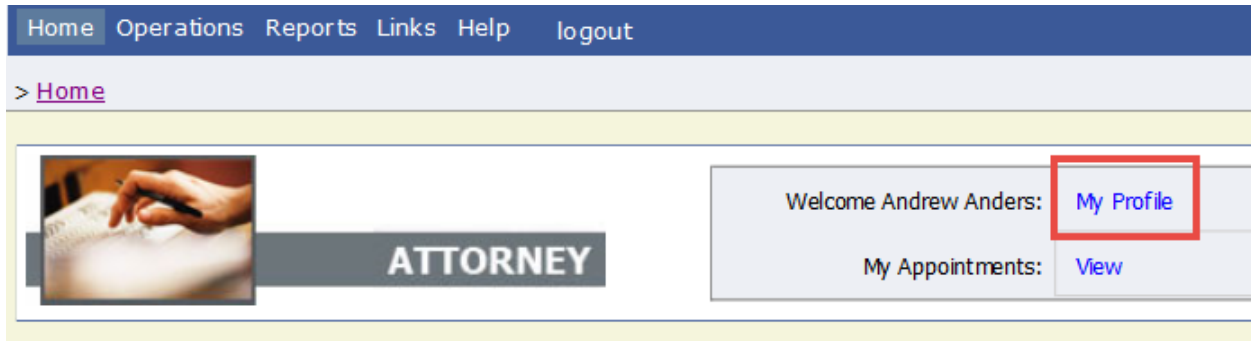 Home Operations Reports Links Help logout
> Home
ATTORNEY
Welcome Andrew Anders: My Profile
My Appointments: View